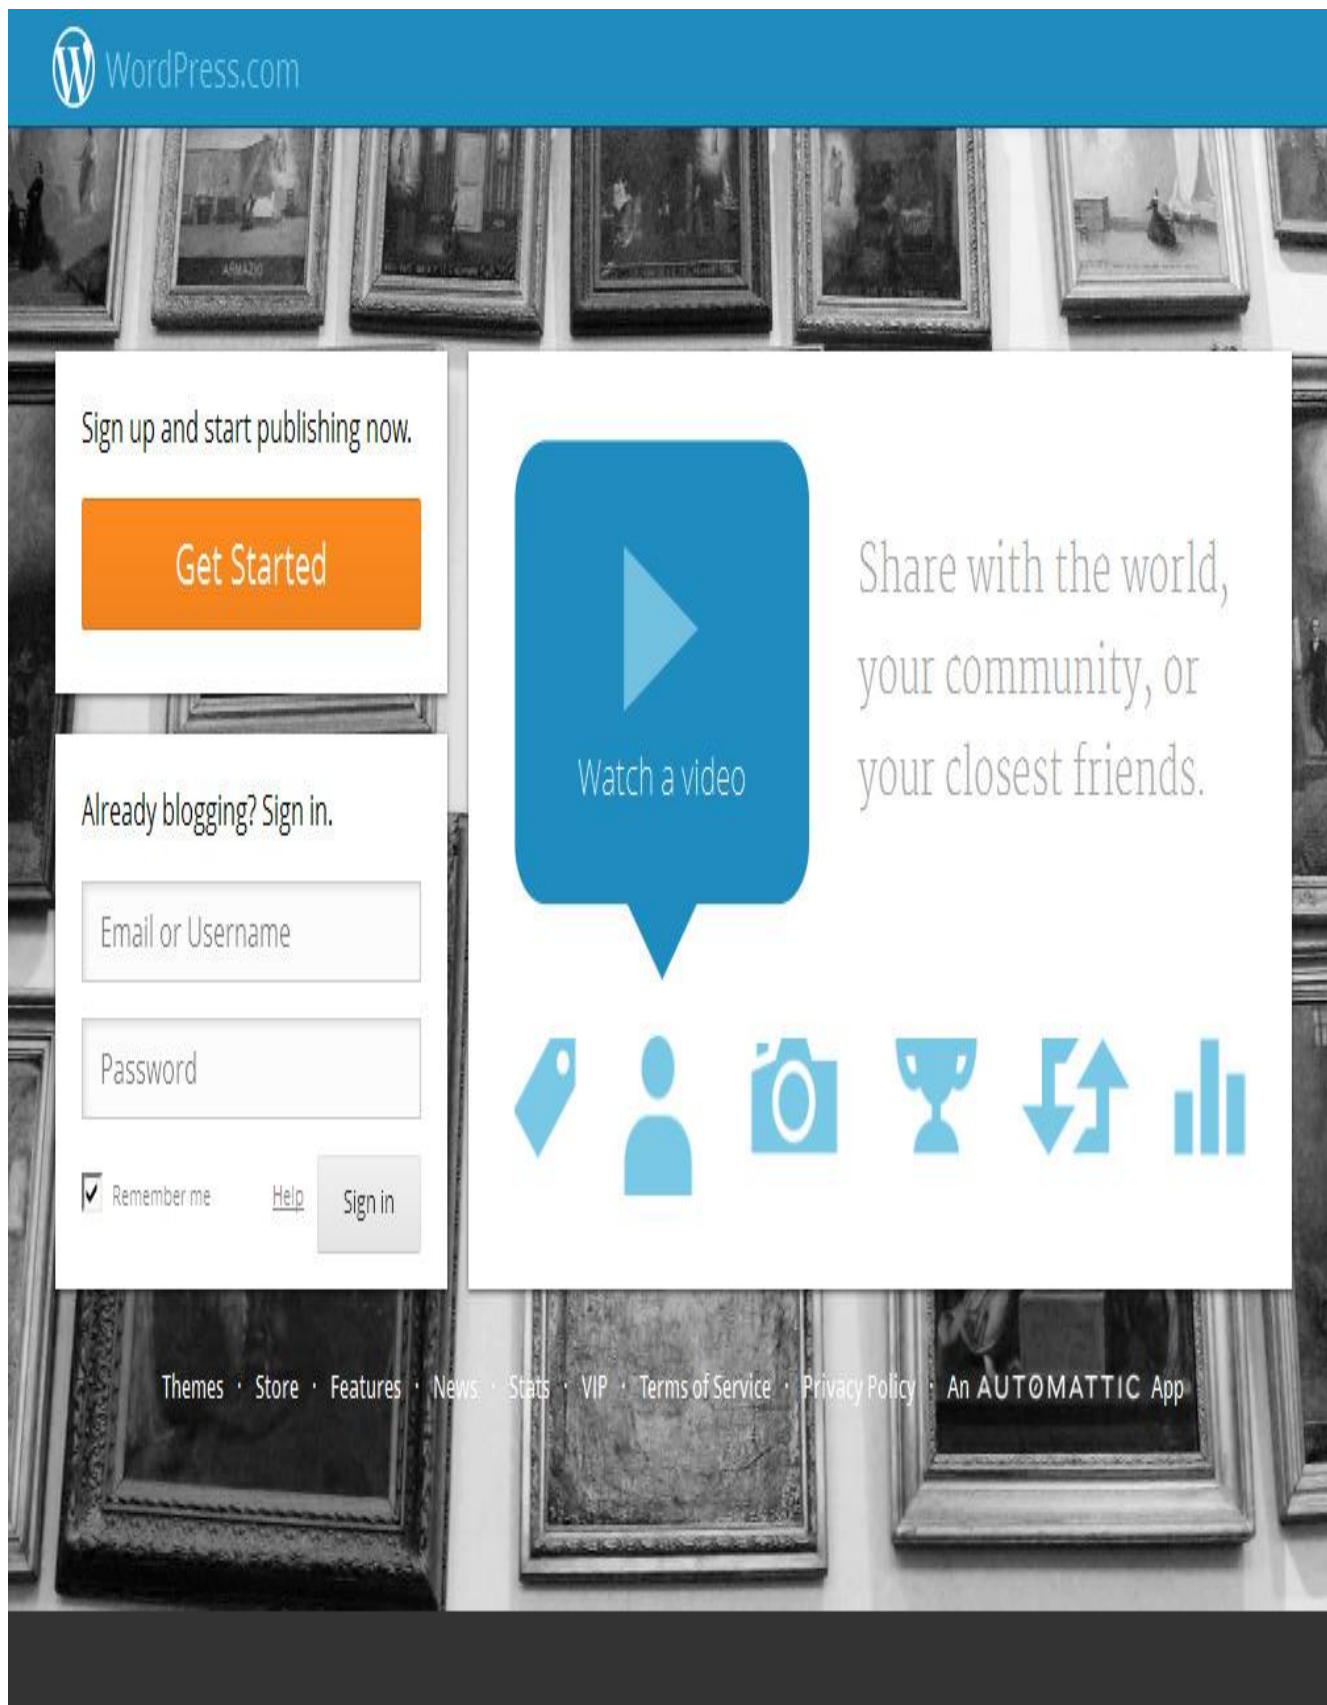 WordPress.com
ARMAZIO
Sign up and start publishing now.
Get Started
Already blogging? Sign in.
Email or Username
Password
Remember me
Help
Sign in
Watch a video
Share with the world,
your community, or
your closest friends.
Themes · Store · Features · News · Stats · VIP · Terms of Service · Privacy Policy · An AUTOMATTIC App